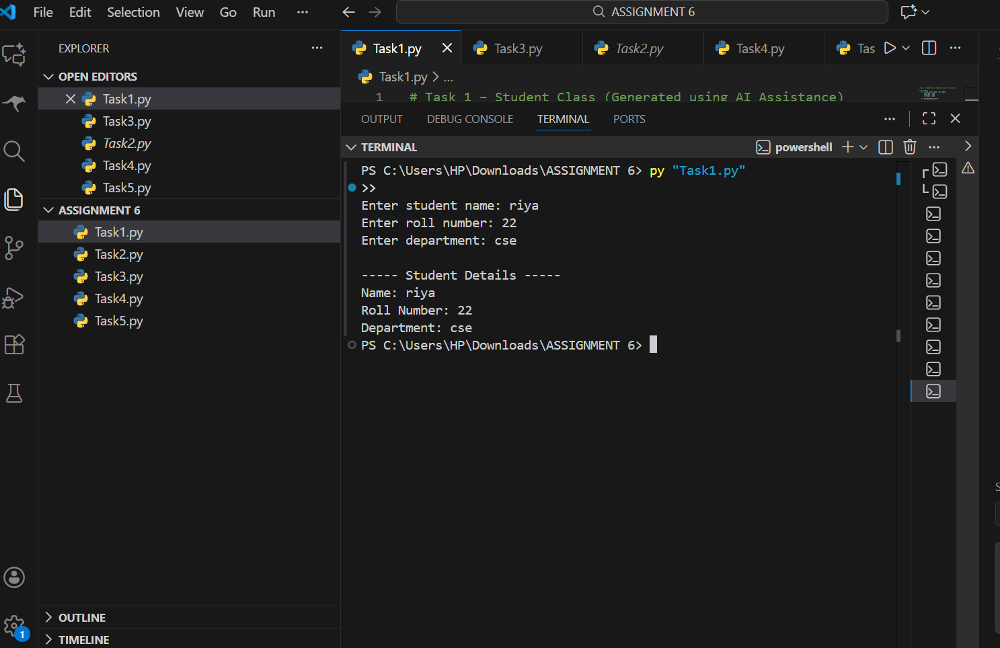 File Edit Selection View Go Run ··· ASSIGNMENT 6
EXPLORER ···
OPEN EDITORS
Task1.py
Task3.py
Task2.py
Task4.py
Task5.py
ASSIGNMENT 6
Task1.py
Task2.py
Task3.py
Task4.py
Task5.py
OUTLINE
TIMELINE
1
Task1.py Task3.py Task2.py Task4.py Tas
Task1.py > ...
1 # Task 1 – Student Class (Generated using AI Assistance)
OUTPUT DEBUG CONSOLE TERMINAL PORTS ···
TERMINAL powershell
PS C:\Users\HP\Downloads\ASSIGNMENT 6> py "Task1.py"
>>
Enter student name: riya
Enter roll number: 22
Enter department: cse
----- Student Details -----
Name: riya
Roll Number: 22
Department: cse
PS C:\Users\HP\Downloads\ASSIGNMENT 6>